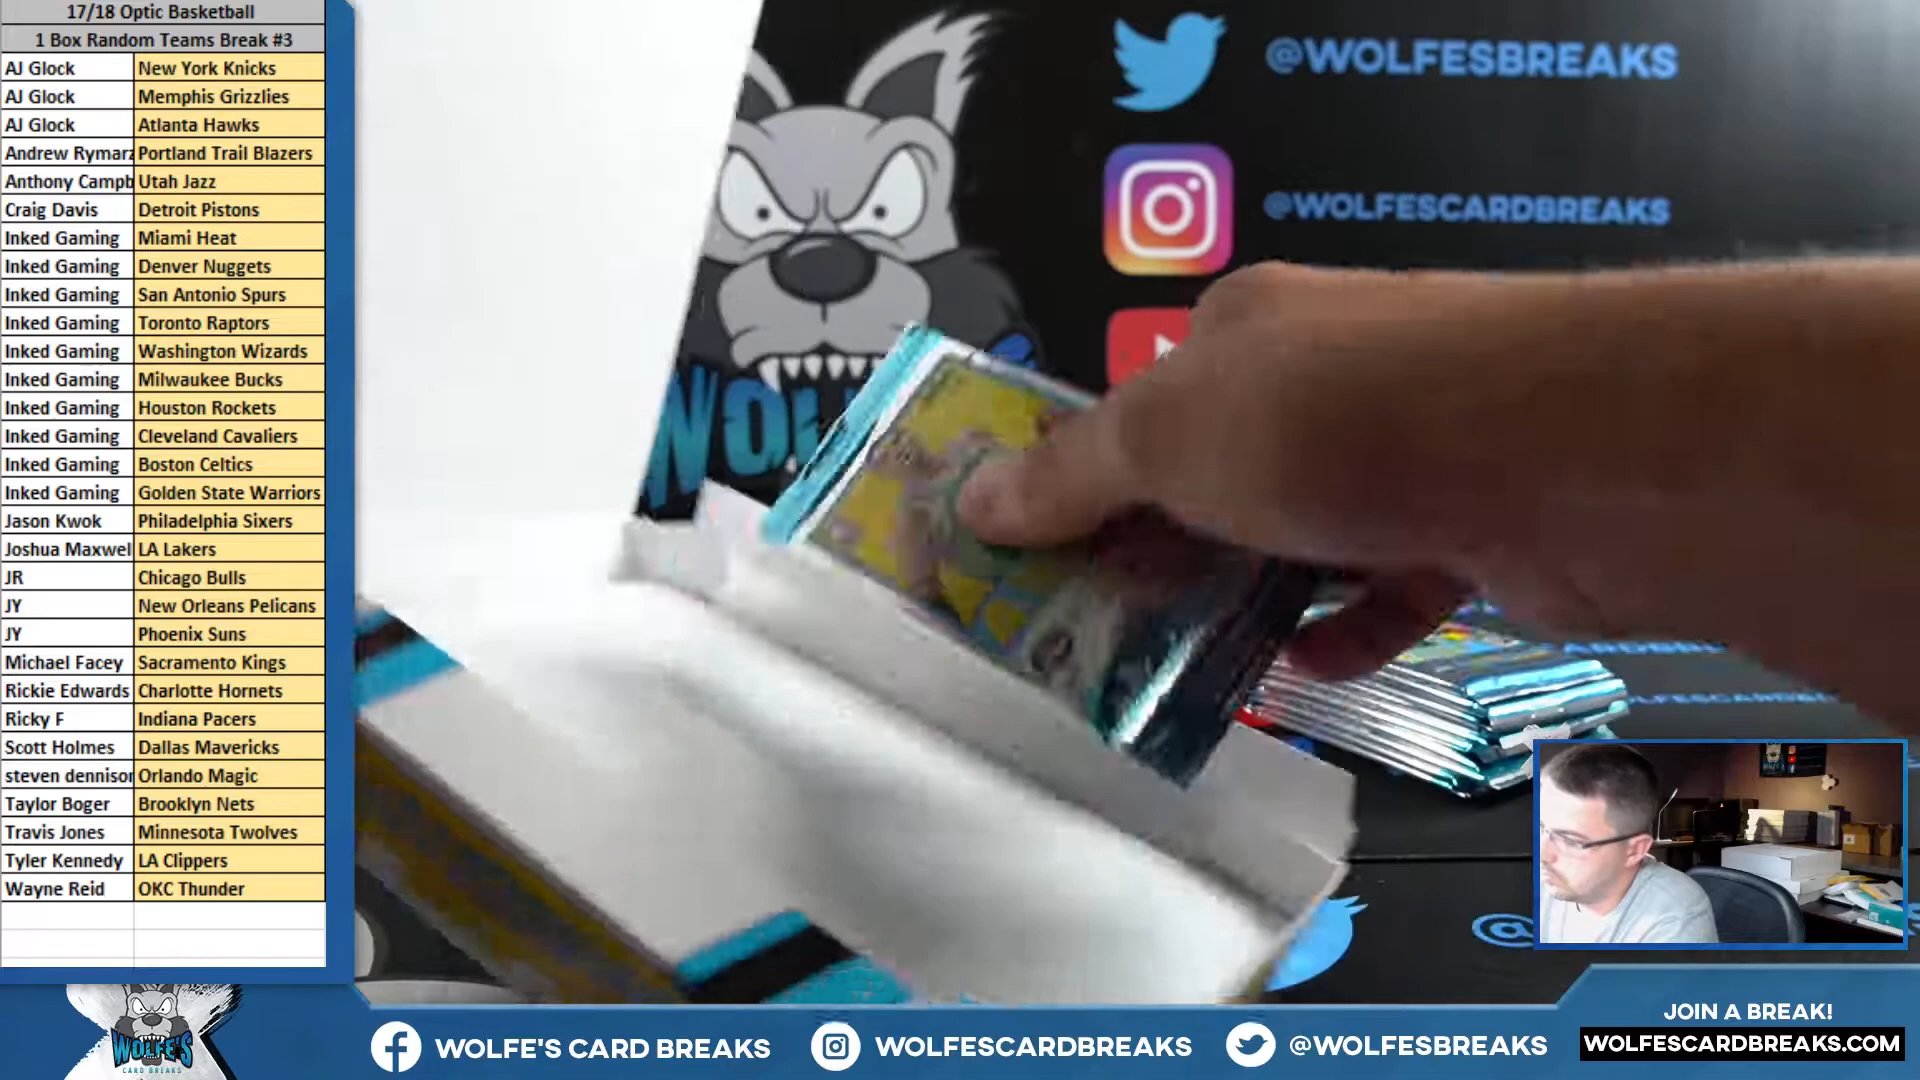 17/18 Optic Basketball
1 Box Random Teams Break #3
AJ Glock New York Knicks
AJ Glock Memphis Grizzlies
AJ Glock Atlanta Hawks
Andrew Rymarz Portland Trail Blazers
Anthony Campb Utah Jazz
Craig Davis Detroit Pistons
Inked Gaming Miami Heat
Inked Gaming Denver Nuggets
Inked Gaming San Antonio Spurs
Inked Gaming Toronto Raptors
Inked Gaming Washington Wizards
Inked Gaming Milwaukee Bucks
Inked Gaming Houston Rockets
Inked Gaming Cleveland Cavaliers
Inked Gaming Boston Celtics
Inked Gaming Golden State Warriors
Jason Kwok Philadelphia Sixers
Joshua Maxwel LA Lakers
JR Chicago Bulls
JY New Orleans Pelicans
JY Phoenix Suns
Michael Facey Sacramento Kings
Rickie Edwards Charlotte Hornets
Ricky F Indiana Pacers
Scott Holmes Dallas Mavericks
steven dennison Orlando Magic
Taylor Boger Brooklyn Nets
Travis Jones Minnesota Twolves
Tyler Kennedy LA Clippers
Wayne Reid OKC Thunder
@WOLFESBREAKS
@WOLFESCARDBREAKS
WOLFE'S
CARD BREAKS
WOLFE'S CARD BREAKS
WOLFESCARDBREAKS
@WOLFESBREAKS
JOIN A BREAK!
WOLFESCARDBREAKS.COM